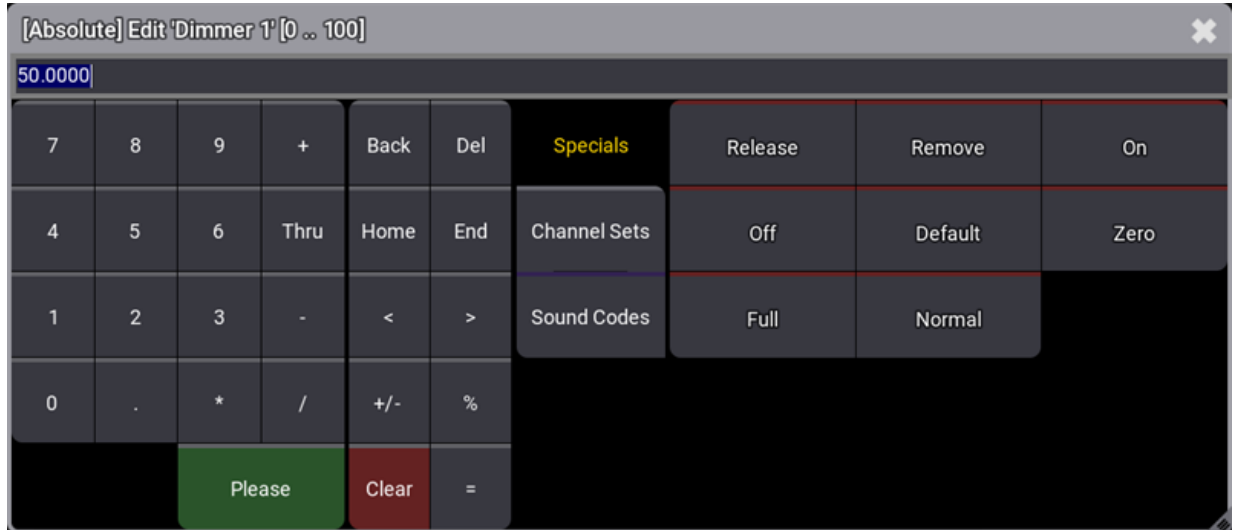 [Absolute] Edit 'Dimmer 1' [0 .. 100]
50.0000
7 8 9 + Back Del Specials Release Remove On
4 5 6 Thru Home End Channel Sets Off Default Zero
1 2 3 - < > Sound Codes Full Normal
0 . * / +/- %
Please Clear =